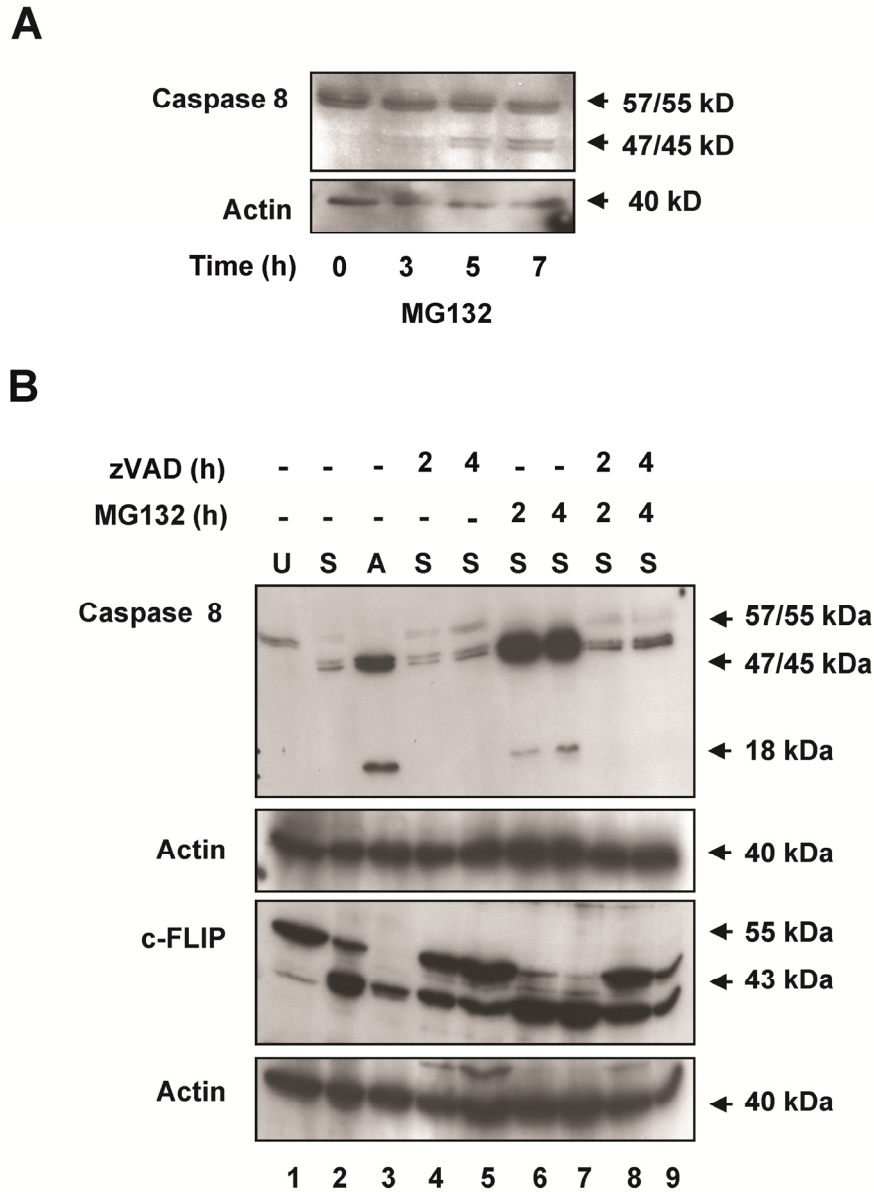 A
Caspase 8
57/55 kD
47/45 kD
Actin
40 kD
Time (h) 0 3 5 7
MG132
B
zVAD (h) - - - 2 4 - - 2 4
MG132 (h) - - - - - 2 4 2 4
U S A S S S S S S
Caspase 8
57/55 kDa
47/45 kDa
18 kDa
Actin
40 kDa
c-FLIP
55 kDa
43 kDa
Actin
40 kDa
1 2 3 4 5 6 7 8 9